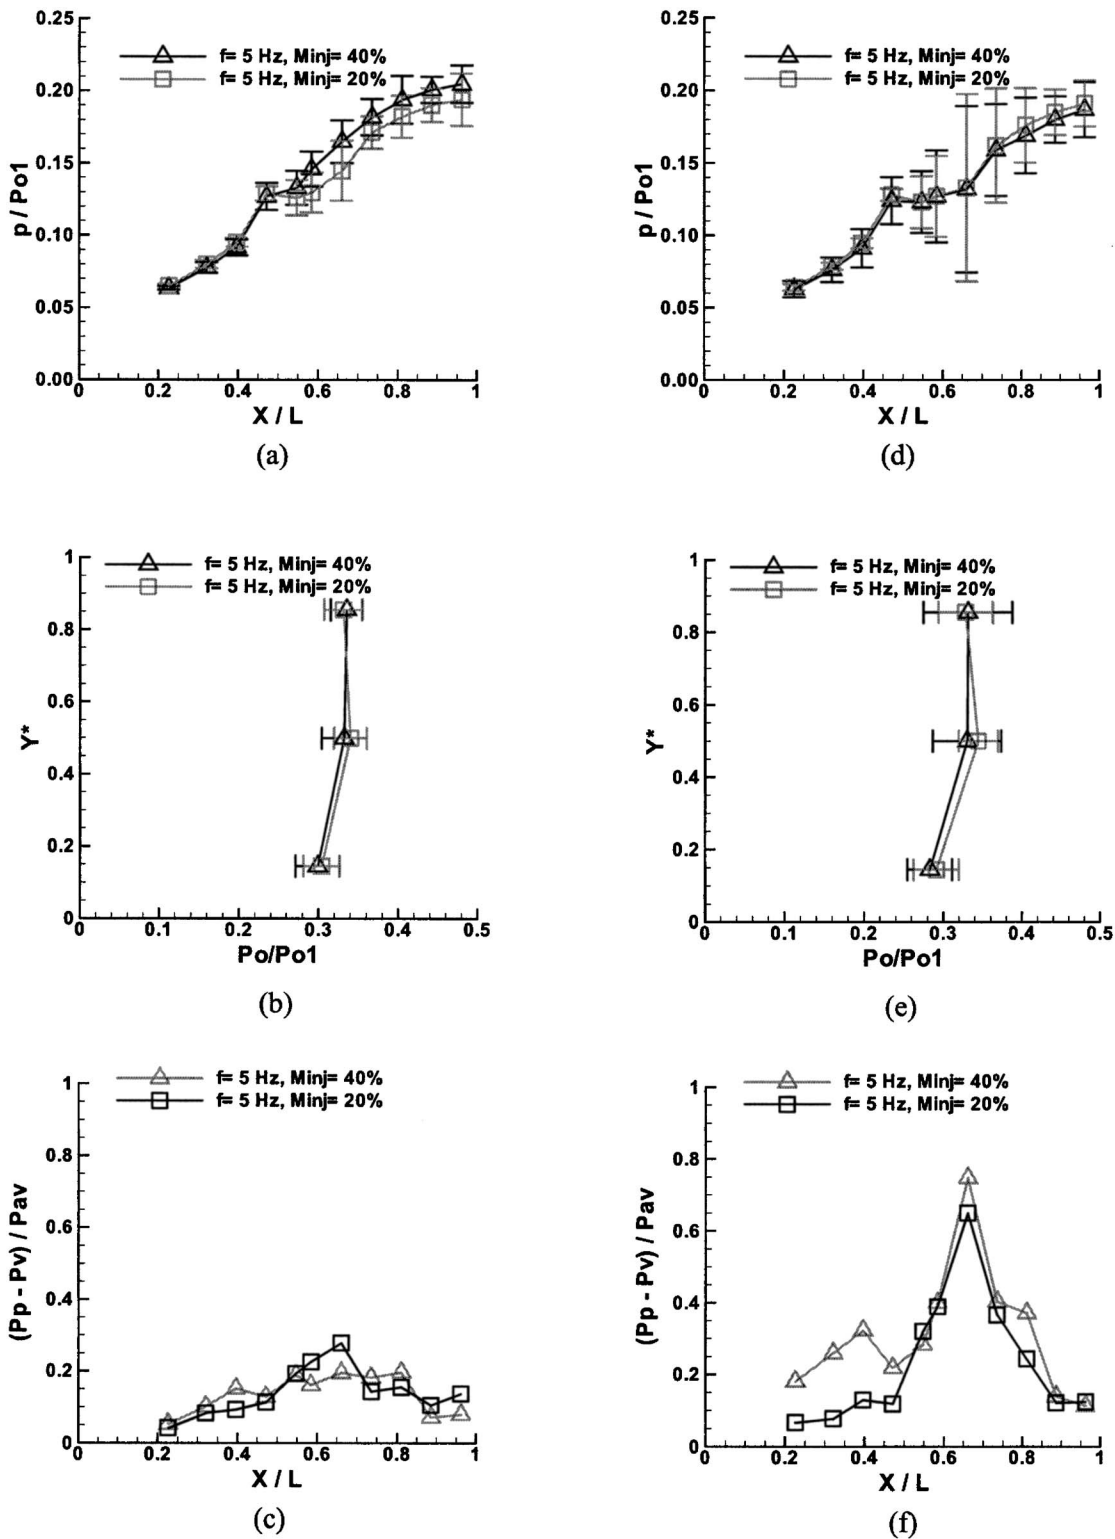 0.25
0.20
0.15
0.10
0.05
0.00
p / Po1
f= 5 Hz, Minj= 40%
f= 5 Hz, Minj= 20%
0 0.2 0.4 0.6 0.8 1
X / L
(a)
0.25
0.20
0.15
0.10
0.05
0.00
p / Po1
f= 5 Hz, Minj= 40%
f= 5 Hz, Minj= 20%
0 0.2 0.4 0.6 0.8 1
X / L
(d)
1
0.8
0.6
0.4
0.2
0
Y*
f= 5 Hz, Minj= 40%
f= 5 Hz, Minj= 20%
0 0.1 0.2 0.3 0.4 0.5
Po/Po1
(b)
1
0.8
0.6
0.4
0.2
0
Y*
f= 5 Hz, Minj= 40%
f= 5 Hz, Minj= 20%
0 0.1 0.2 0.3 0.4 0.5
Po/Po1
(e)
1
0.8
0.6
0.4
0.2
0
(Pp - Pv) / Pav
f= 5 Hz, Minj= 40%
f= 5 Hz, Minj= 20%
0 0.2 0.4 0.6 0.8 1
X / L
(c)
1
0.8
0.6
0.4
0.2
0
(Pp - Pv) / Pav
f= 5 Hz, Minj= 40%
f= 5 Hz, Minj= 20%
0 0.2 0.4 0.6 0.8 1
X / L
(f)